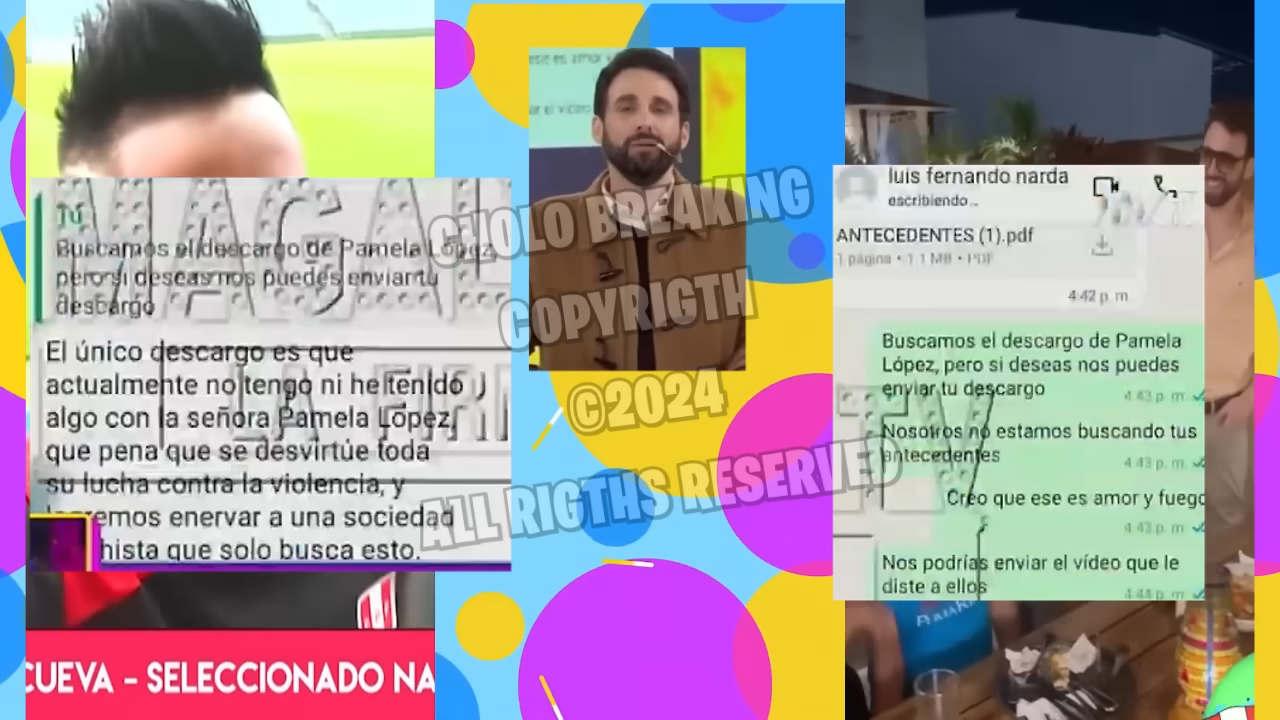 Tú
Buscamos el descargo de Pamela López,
pero si deseas nos puedes enviar tu
descargo
El único descargo es que
actualmente no tengo ni he tenido
algo con la señora Pamela López,
que pena que se desvirtúe toda
su lucha contra la violencia, y
enervar a una sociedad
que solo busca esto.
CUEVA - SELECCIONADO NA
CHOLO BREAKING
COPYRIGTH
©2024
ALL RIGTHS RESERVED
luis fernando narda
escribiendo...
ANTECEDENTES (1).pdf
1 página • 1.1 MB • PDF
4:42 p. m.
Buscamos el descargo de Pamela
López, pero si deseas nos puedes
enviar tu descargo
4:43 p. m.
Nosotros no estamos buscando tus
antecedentes
4:43 p. m.
Creo que ese es amor y fuego
4:43 p. m.
Nos podrías enviar el vídeo que le
diste a ellos
4:44 p. m.